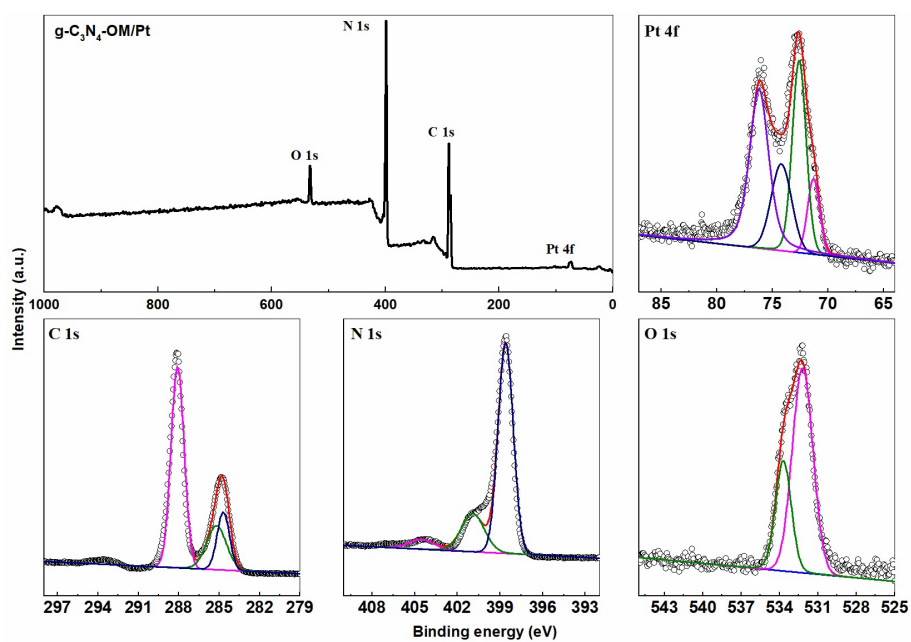 g-C₃N₄-OM/Pt
N 1s
O 1s
C 1s
Pt 4f
1000 800 600 400 200 0
Pt 4f
85 80 75 70 65
C 1s
297 294 291 288 285 282 279
N 1s
408 405 402 399 396 393
O 1s
543 540 537 534 531 528 525
Intensity (a.u.)
Binding energy (eV)